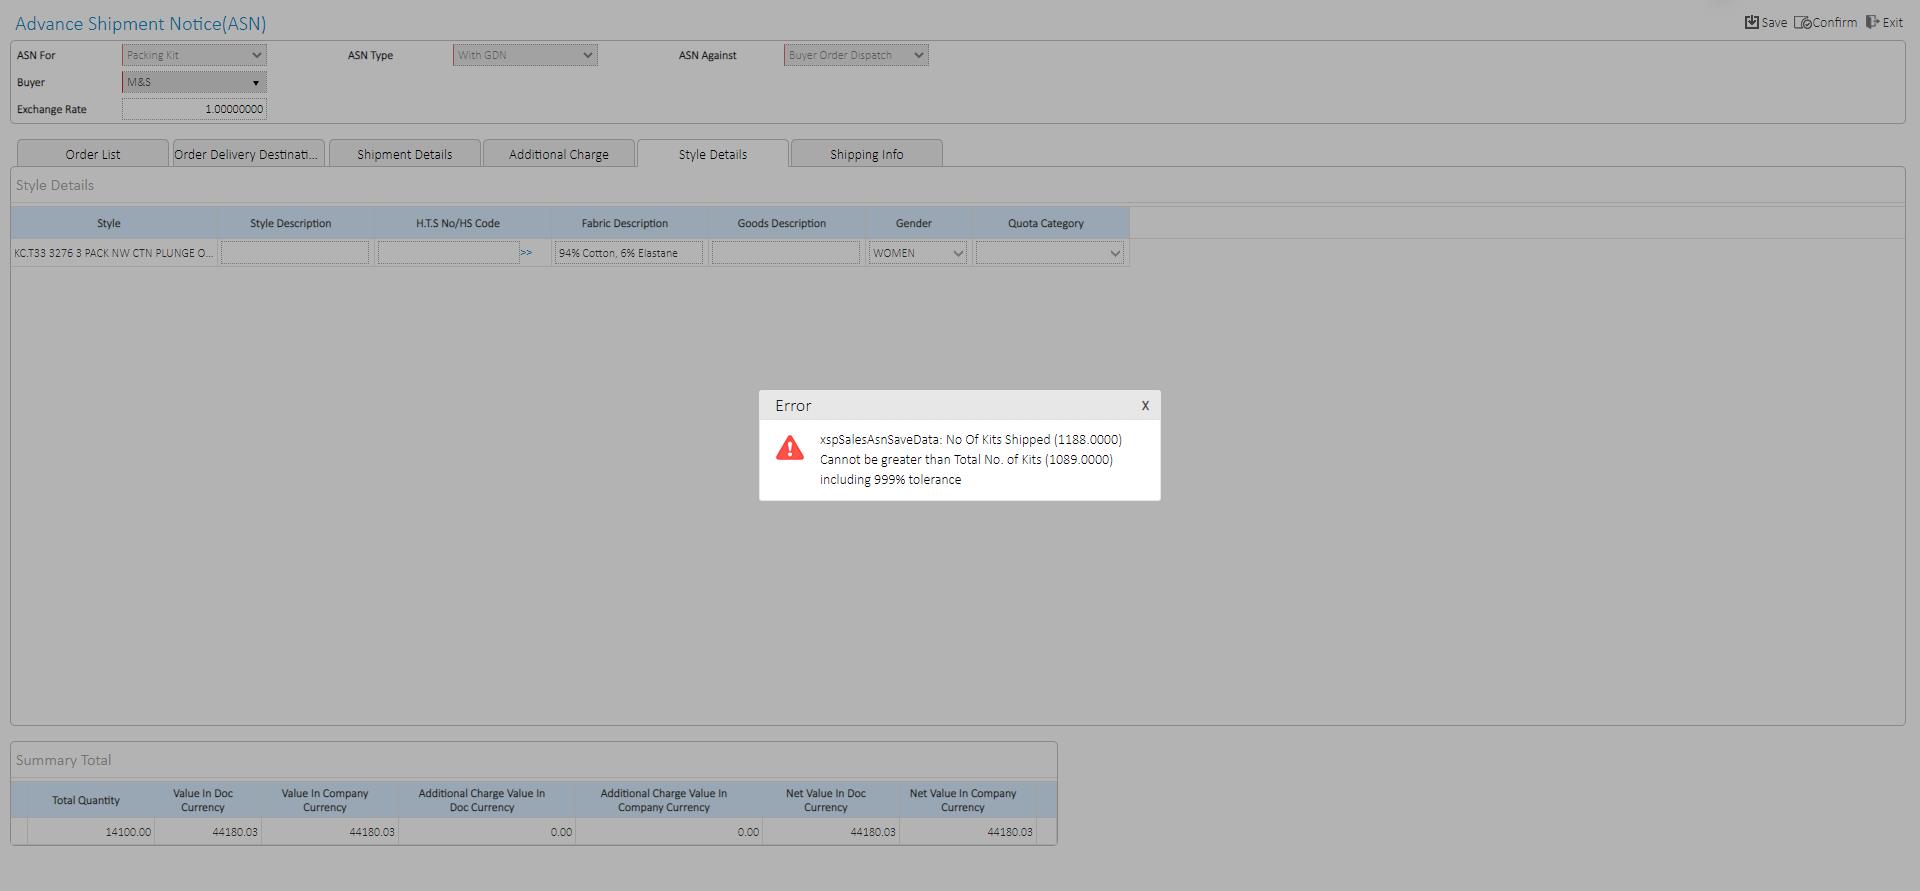 Advance Shipment Notice(ASN)
Save Confirm Exit
ASN For Packing Kit ASN Type With GDN ASN Against Buyer Order Dispatch
Buyer M&S
Exchange Rate 1.00000000
Order List Order Delivery Destinati... Shipment Details Additional Charge Style Details Shipping Info
Style Details
Style Style Description H.T.S No/HS Code Fabric Description Goods Description Gender Quota Category
KC.T33 3276 3 PACK NW CTN PLUNGE O... >> 94% Cotton, 6% Elastane WOMEN
Error X
xspSalesAsnSaveData: No Of Kits Shipped (1188.0000)
Cannot be greater than Total No. of Kits (1089.0000)
including 999% tolerance
Summary Total
Total Quantity Value In Doc Currency Value In Company Currency Additional Charge Value In Doc Currency Additional Charge Value In Company Currency Net Value In Doc Currency Net Value In Company Currency
14100.00 44180.03 44180.03 0.00 0.00 44180.03 44180.03